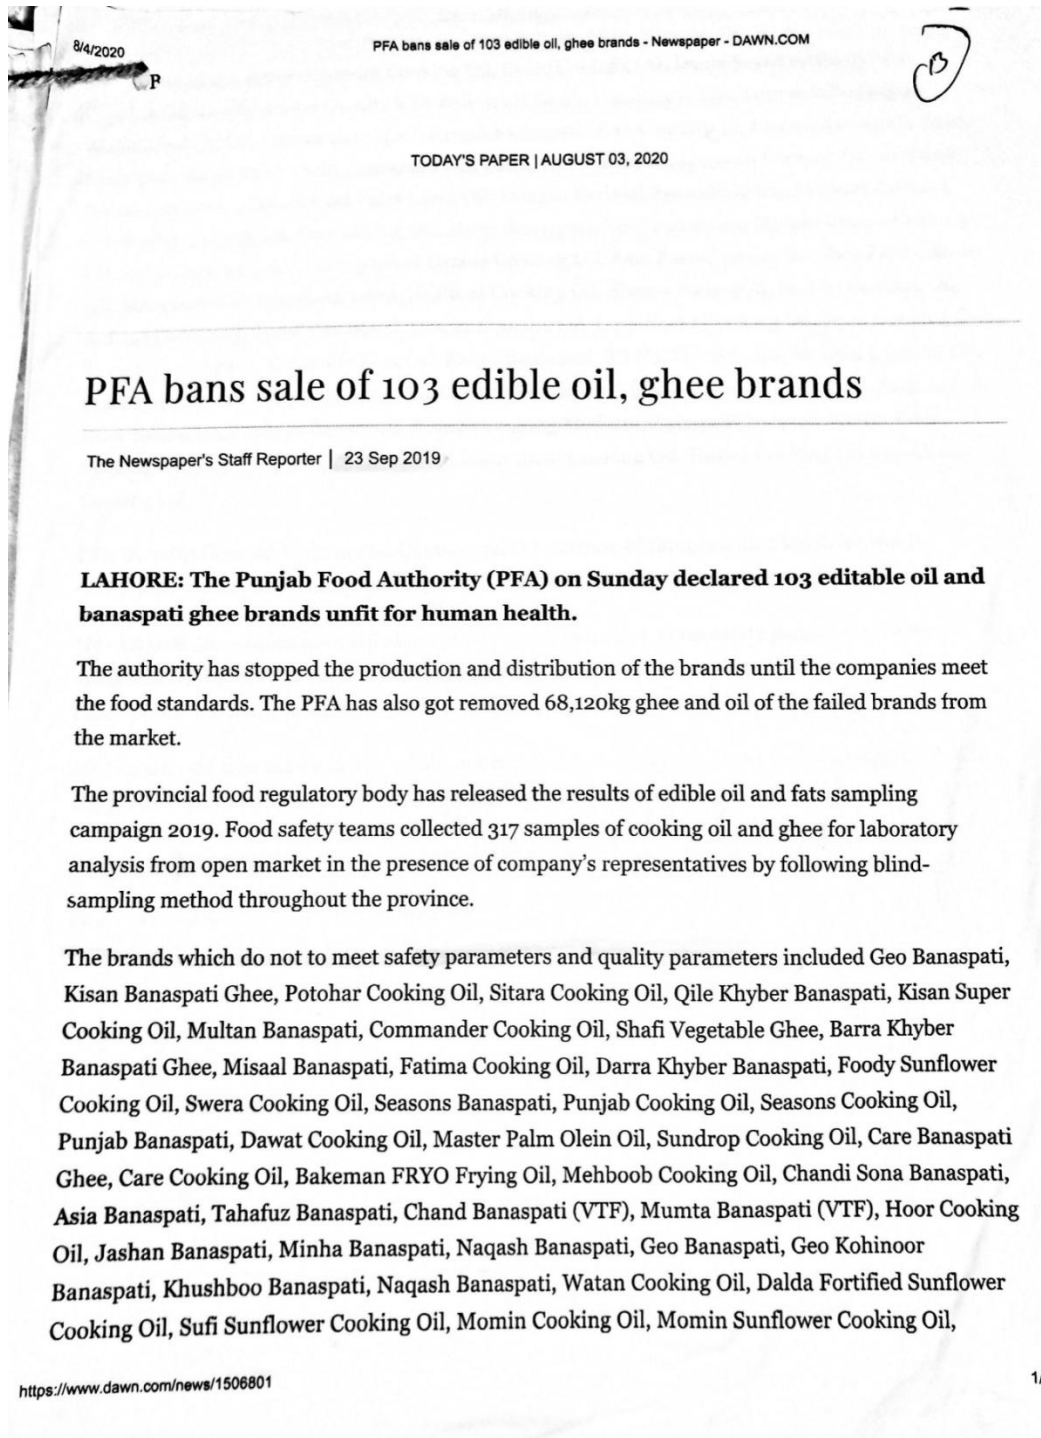 8/4/2020
PFA bans sale of 103 edible oil, ghee brands - Newspaper - DAWN.COM
B
P
TODAY'S PAPER | AUGUST 03, 2020
PFA bans sale of 103 edible oil, ghee brands
The Newspaper's Staff Reporter | 23 Sep 2019
LAHORE: The Punjab Food Authority (PFA) on Sunday declared 103 editable oil and
banaspati ghee brands unfit for human health.
The authority has stopped the production and distribution of the brands until the companies meet
the food standards. The PFA has also got removed 68,120kg ghee and oil of the failed brands from
the market.
The provincial food regulatory body has released the results of edible oil and fats sampling
campaign 2019. Food safety teams collected 317 samples of cooking oil and ghee for laboratory
analysis from open market in the presence of company's representatives by following blind-
sampling method throughout the province.
The brands which do not to meet safety parameters and quality parameters included Geo Banaspati,
Kisan Banaspati Ghee, Potohar Cooking Oil, Sitara Cooking Oil, Qile Khyber Banaspati, Kisan Super
Cooking Oil, Multan Banaspati, Commander Cooking Oil, Shafi Vegetable Ghee, Barra Khyber
Banaspati Ghee, Misaal Banaspati, Fatima Cooking Oil, Darra Khyber Banaspati, Foody Sunflower
Cooking Oil, Swera Cooking Oil, Seasons Banaspati, Punjab Cooking Oil, Seasons Cooking Oil,
Punjab Banaspati, Dawat Cooking Oil, Master Palm Olein Oil, Sundrop Cooking Oil, Care Banaspati
Ghee, Care Cooking Oil, Bakeman FRYO Frying Oil, Mehboob Cooking Oil, Chandi Sona Banaspati,
Asia Banaspati, Tahafuz Banaspati, Chand Banaspati (VTF), Mumta Banaspati (VTF), Hoor Cooking
Oil, Jashan Banaspati, Minha Banaspati, Naqash Banaspati, Geo Banaspati, Geo Kohinoor
Banaspati, Khushboo Banaspati, Naqash Banaspati, Watan Cooking Oil, Dalda Fortified Sunflower
Cooking Oil, Sufi Sunflower Cooking Oil, Momin Cooking Oil, Momin Sunflower Cooking Oil,
https://www.dawn.com/news/1506801
1/